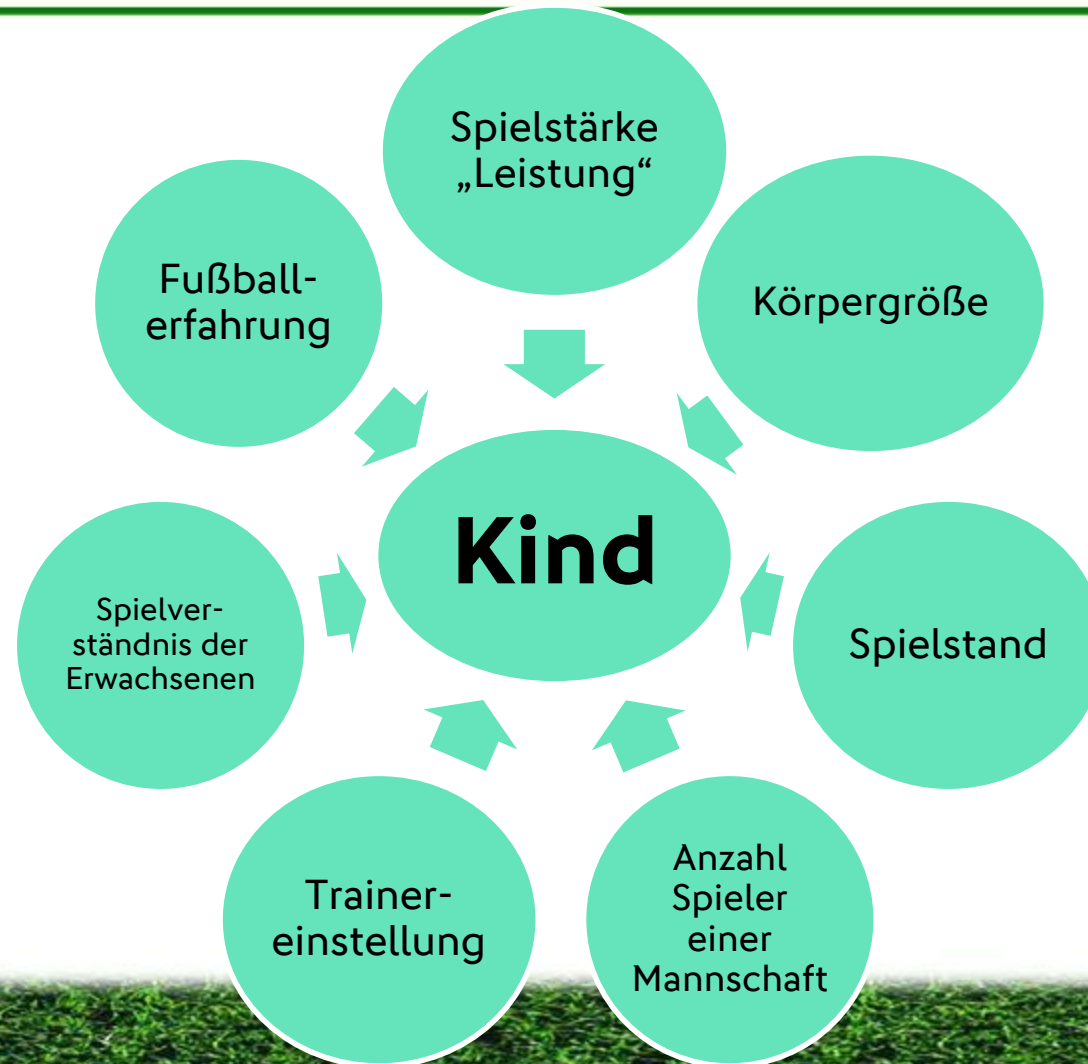 Spielstärke
„Leistung“
Körpergröße
Spielstand
Anzahl
Spieler
einer
Mannschaft
Trainer-
einstellung
Spielver-
ständnis der
Erwachsenen
Fußball-
erfahrung
Kind